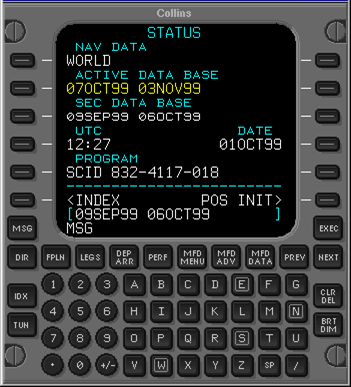 Collins
STATUS
NAV DATA
WORLD
ACTIVE DATA BASE
07OCT99 03NOV99
SEC DATA BASE
09SEP99 06OCT99
UTC DATE
12:27 01OCT99
PROGRAM
SCID 832-4117-018
------------------------
<INDEX POS INIT>
[09SEP99 06OCT99 ]
MSG
MSG EXEC
DIR FPLN LEGS DEP ARR PERF MFD MENU MFD ADV MFD DATA PREV NEXT
1 2 3 A B C D E F G
IDX CLR DEL
4 5 6 H I J K L M N
TUN BRT DIM
7 8 9 O P Q R S T U
. 0 +/- V W X Y Z SP /